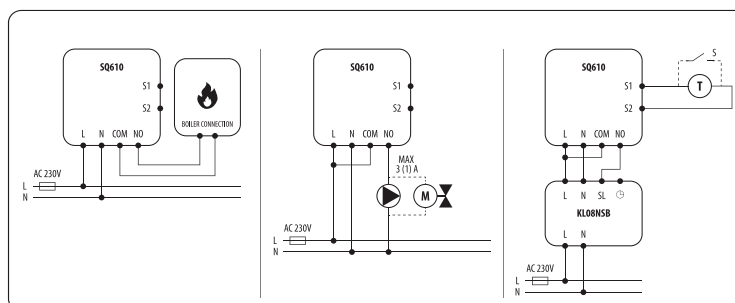 SQ610
S1
S2
L N COM NO
BOILER CONNECTION
AC 230V
L
N
SQ610
S1
S2
L N COM NO
MAX
3 (1) A
M
AC 230V
L
N
SQ610
S1
S2
S
T
L N COM NO
L N SL
KL08NSB
L N
AC 230V
L
N